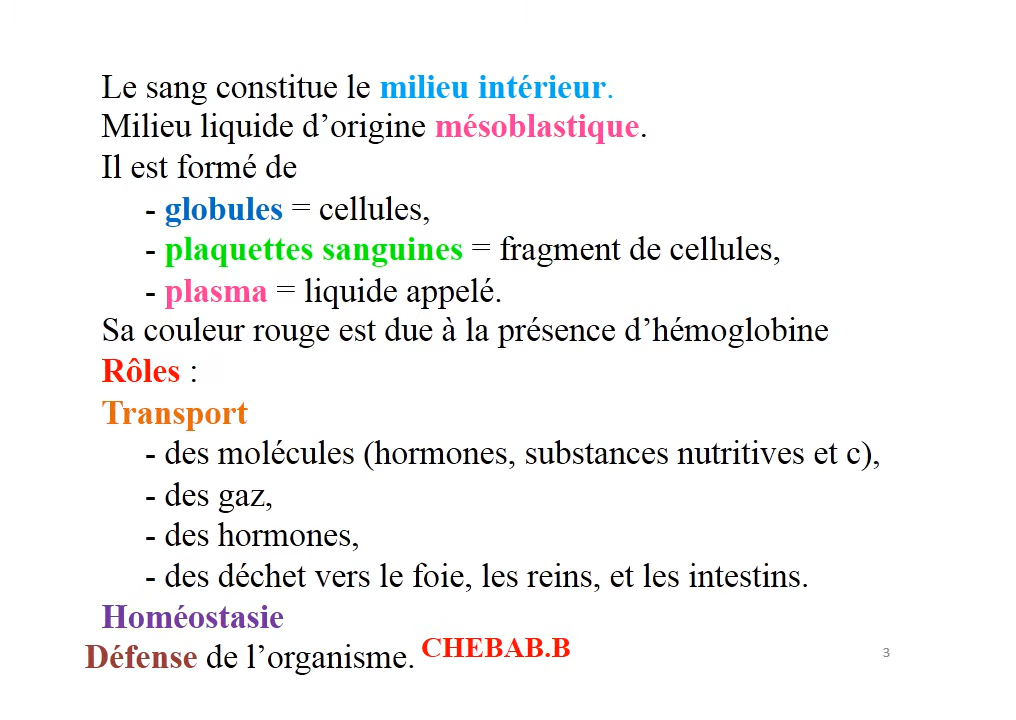 Le sang constitue le milieu intérieur.
Milieu liquide d’origine mésoblastique.
Il est formé de
- globules = cellules,
- plaquettes sanguines = fragment de cellules,
- plasma = liquide appelé.
Sa couleur rouge est due à la présence d’hémoglobine
Rôles :
Transport
- des molécules (hormones, substances nutritives et c),
- des gaz,
- des hormones,
- des déchet vers le foie, les reins, et les intestins.
Homéostasie
Défense de l’organisme. CHEBAB.B
3